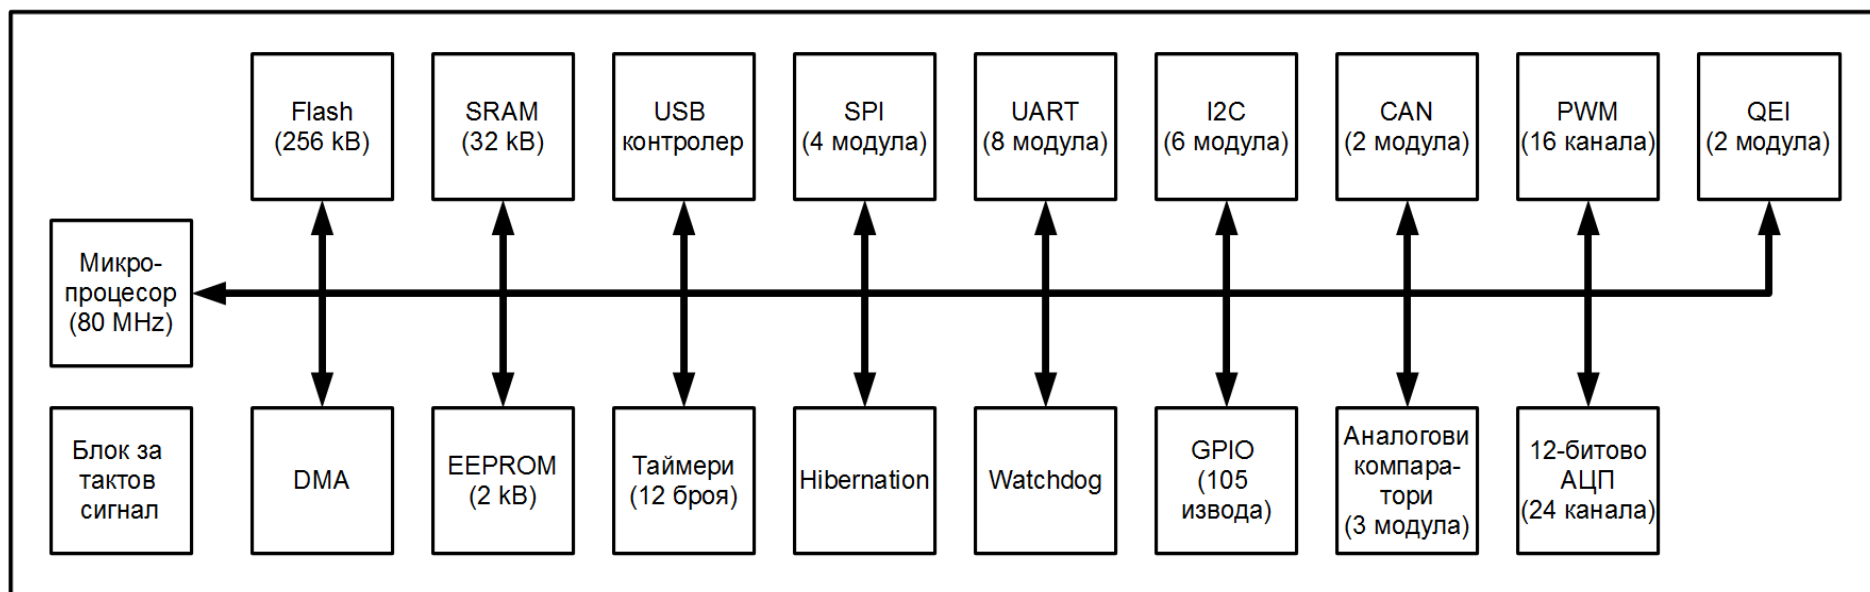 Flash
(256 kB)
SRAM
(32 kB)
USB
контролер
SPI
(4 модула)
UART
(8 модула)
I2C
(6 модула)
CAN
(2 модула)
PWM
(16 канала)
QEI
(2 модула)
Микро-
процесор
(80 MHz)
Блок за
тактов
сигнал
DMA
EEPROM
(2 kB)
Таймери
(12 броя)
Hibernation
Watchdog
GPIO
(105
извода)
Аналогови
компара-
тори
(3 модула)
12-битово
АЦП
(24 канала)